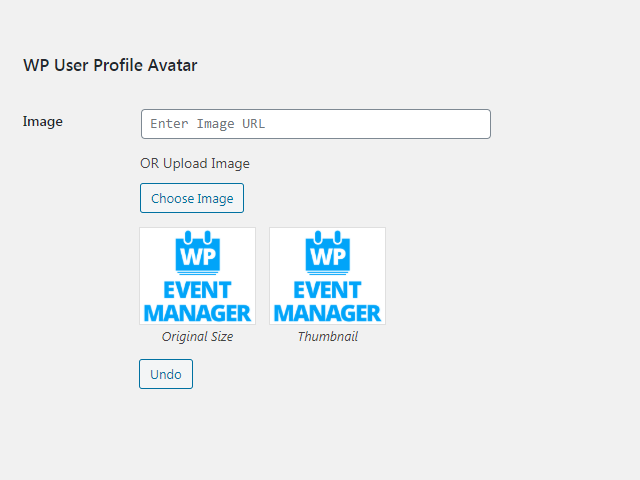 WP User Profile Avatar
Image
Enter Image URL
OR Upload Image
Choose Image
WP
EVENT
MANAGER
WP
EVENT
MANAGER
Original Size
Thumbnail
Undo